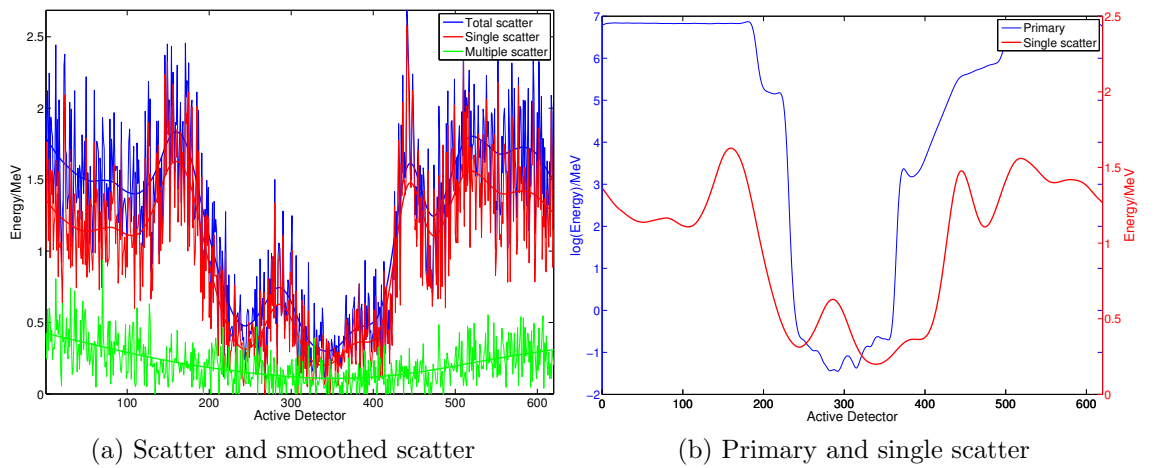 Total scatter
Single scatter
Multiple scatter
2.5
2
1.5
1
0.5
0
100
200
300
400
500
600
Energy/MeV
Active Detector
(a) Scatter and smoothed scatter
Primary
Single scatter
7
6
5
4
3
2
1
0
−1
−2
log(Energy)/MeV
0
100
200
300
400
500
600
Active Detector
2.5
2
1.5
1
0.5
0
Energy/MeV
(b) Primary and single scatter